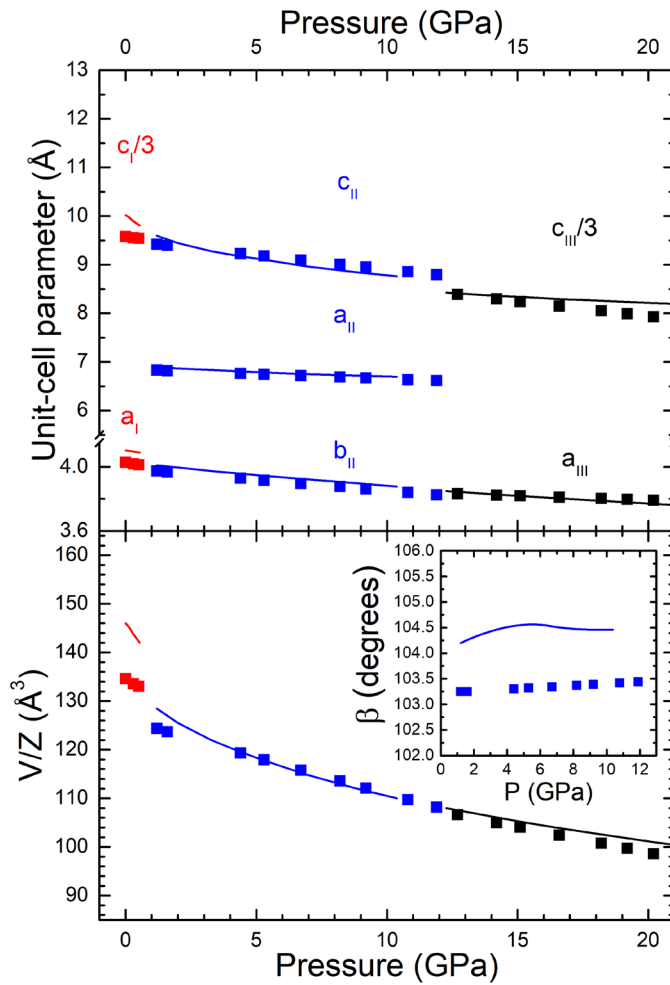 Pressure (GPa)
0 5 10 15 20
Unit-cell parameter (Å)
13
12
11
10
9
8
7
6
4.0
3.6
c_I/3
c_II
c_III/3
a_II
a_I
b_II
a_III
V/Z (Å³)
160
150
140
130
120
110
100
90
β (degrees)
106.0
105.5
105.0
104.5
104.0
103.5
103.0
102.5
102.0
0 2 4 6 8 10 12
P (GPa)
0 5 10 15 20
Pressure (GPa)